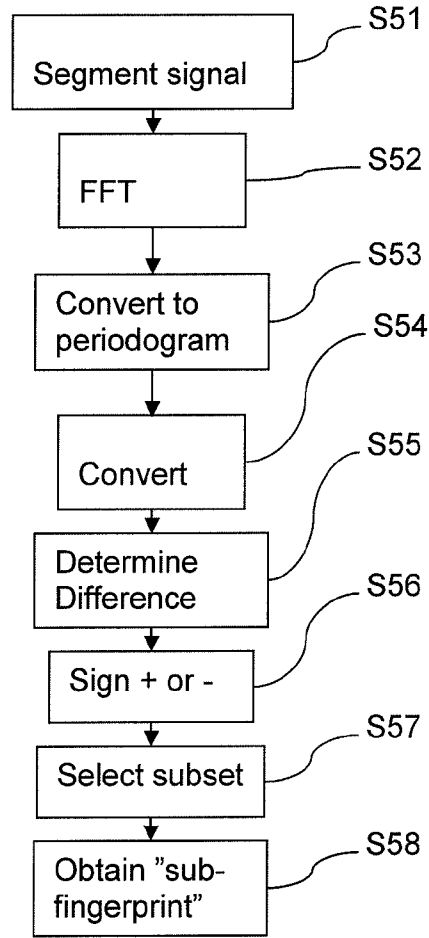 S51
Segment signal
S52
FFT
S53
Convert to
periodogram
S54
Convert
S55
Determine
Difference
S56
Sign + or -
S57
Select subset
S58
Obtain ”sub-
fingerprint”